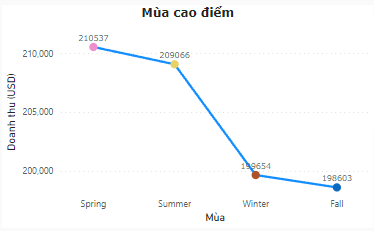 Mùa cao điểm
Doanh thu (USD)
210,000
205,000
200,000
210537
209066
199654
198603
Spring
Summer
Winter
Fall
Mùa